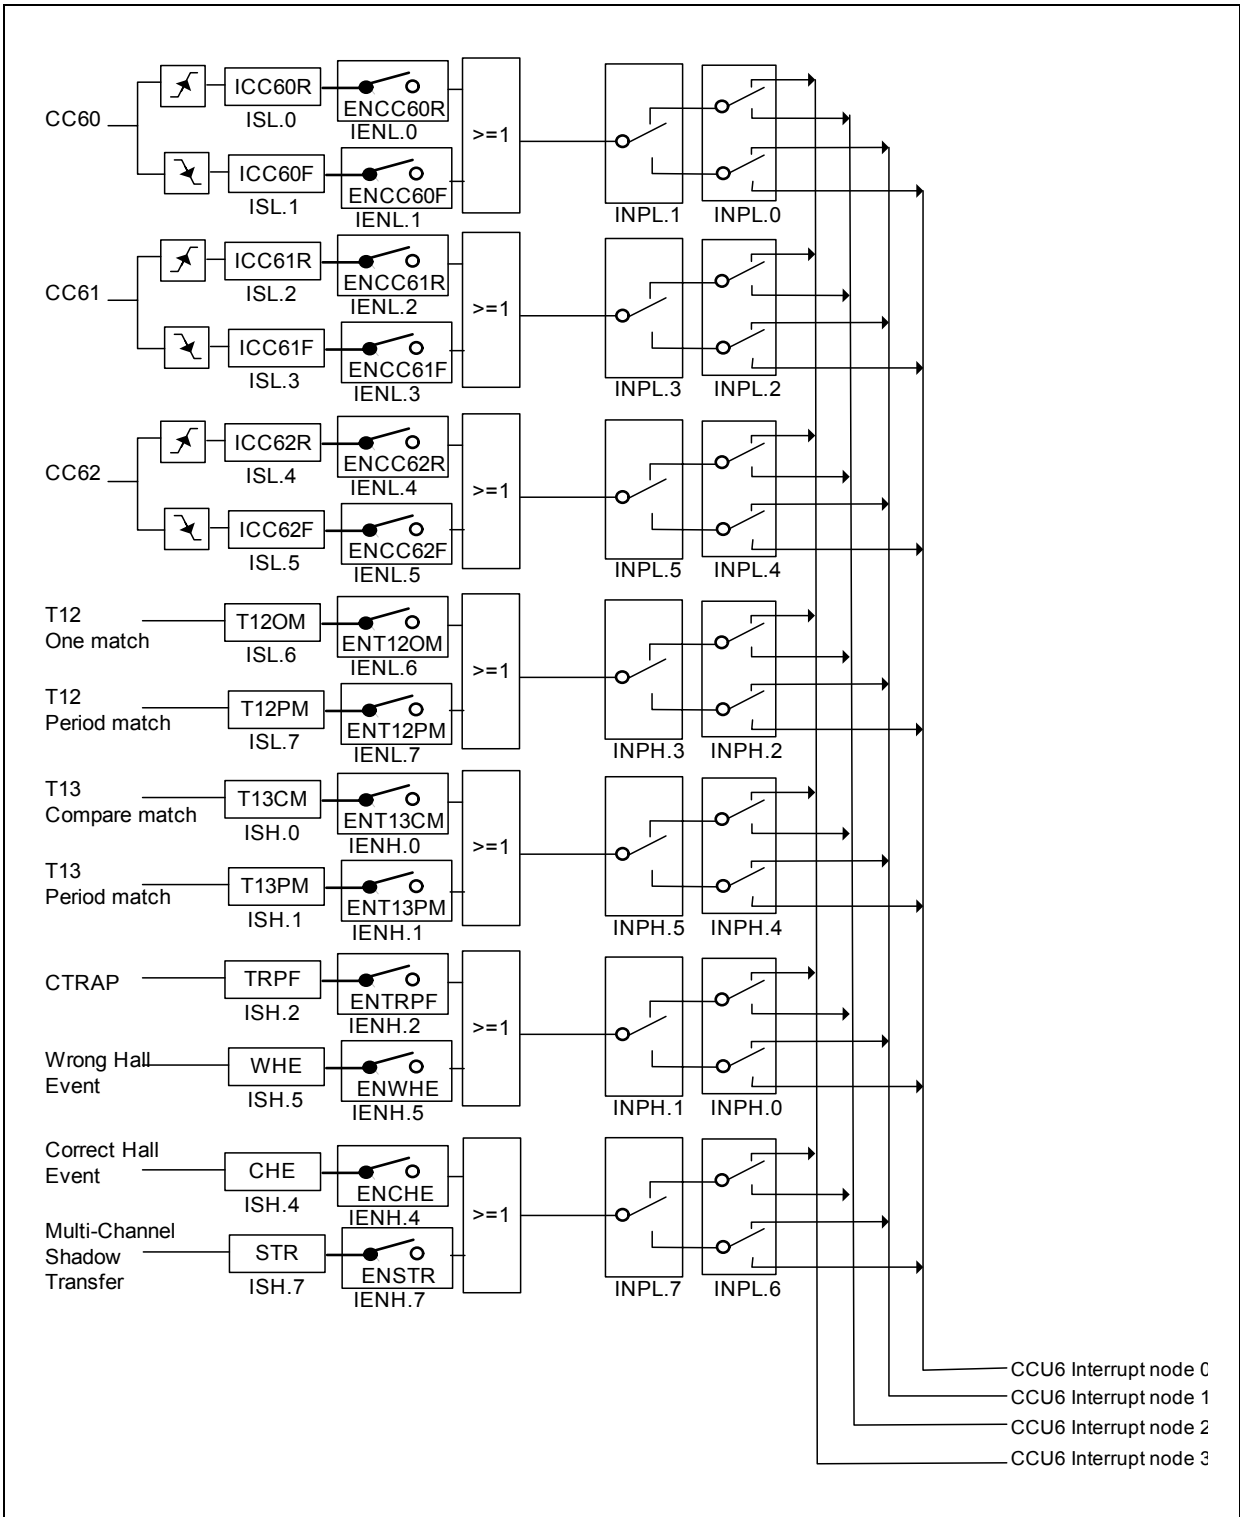 CC60
ICC60R
ISL.0
ENCC60R
IENL.0
ICC60F
ISL.1
ENCC60F
IENL.1
>=1
INPL.1
INPL.0
CC61
ICC61R
ISL.2
ENCC61R
IENL.2
ICC61F
ISL.3
ENCC61F
IENL.3
>=1
INPL.3
INPL.2
CC62
ICC62R
ISL.4
ENCC62R
IENL.4
ICC62F
ISL.5
ENCC62F
IENL.5
>=1
INPL.5
INPL.4
T12
One match
T12OM
ISL.6
ENT12OM
IENL.6
T12
Period match
T12PM
ISL.7
ENT12PM
IENL.7
>=1
INPH.3
INPH.2
T13
Compare match
T13CM
ISH.0
ENT13CM
IENH.0
T13
Period match
T13PM
ISH.1
ENT13PM
IENH.1
>=1
INPH.5
INPH.4
CTRAP
TRPF
ISH.2
ENTRPF
IENH.2
Wrong Hall
Event
WHE
ISH.5
ENWHE
IENH.5
>=1
INPH.1
INPH.0
Correct Hall
Event
CHE
ISH.4
ENCHE
IENH.4
Multi-Channel
Shadow
Transfer
STR
ISH.7
ENSTR
IENH.7
>=1
INPL.7
INPL.6
CCU6 Interrupt node 0
CCU6 Interrupt node 1
CCU6 Interrupt node 2
CCU6 Interrupt node 3